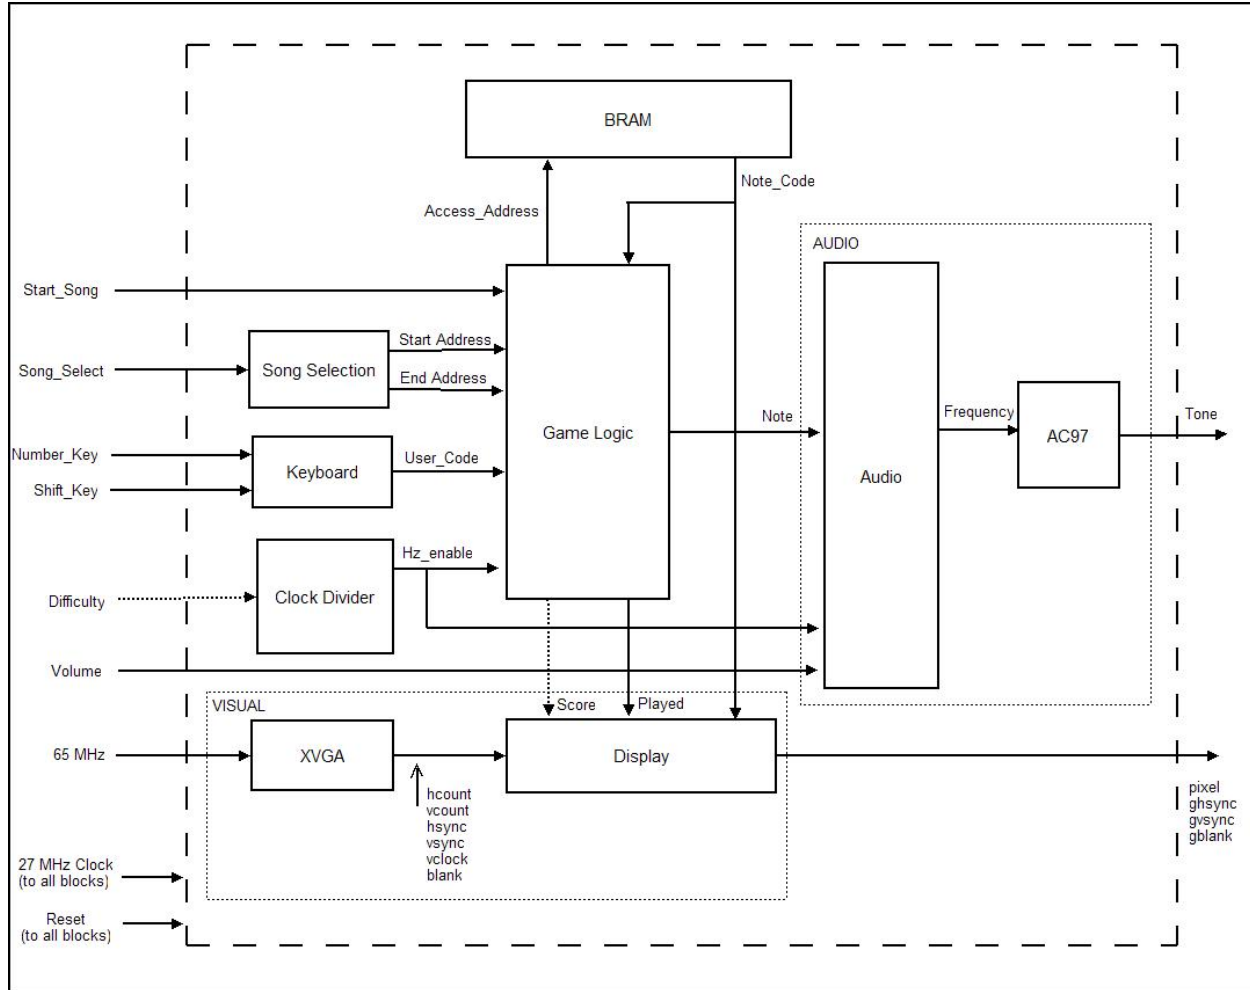 BRAM
Note_Code
Access_Address
AUDIO
Start_Song
Start Address
Song_Select
Song Selection
End Address
Game Logic
Note
Frequency
Tone
AC97
Number_Key
User_Code
Keyboard
Shift_Key
Audio
Hz_enable
Difficulty
Clock Divider
Volume
VISUAL
Score
Played
65 MHz
XVGA
Display
hcount
vcount
hsync
vsync
vclock
blank
pixel
ghsync
gvsync
gblank
27 MHz Clock
(to all blocks)
Reset
(to all blocks)